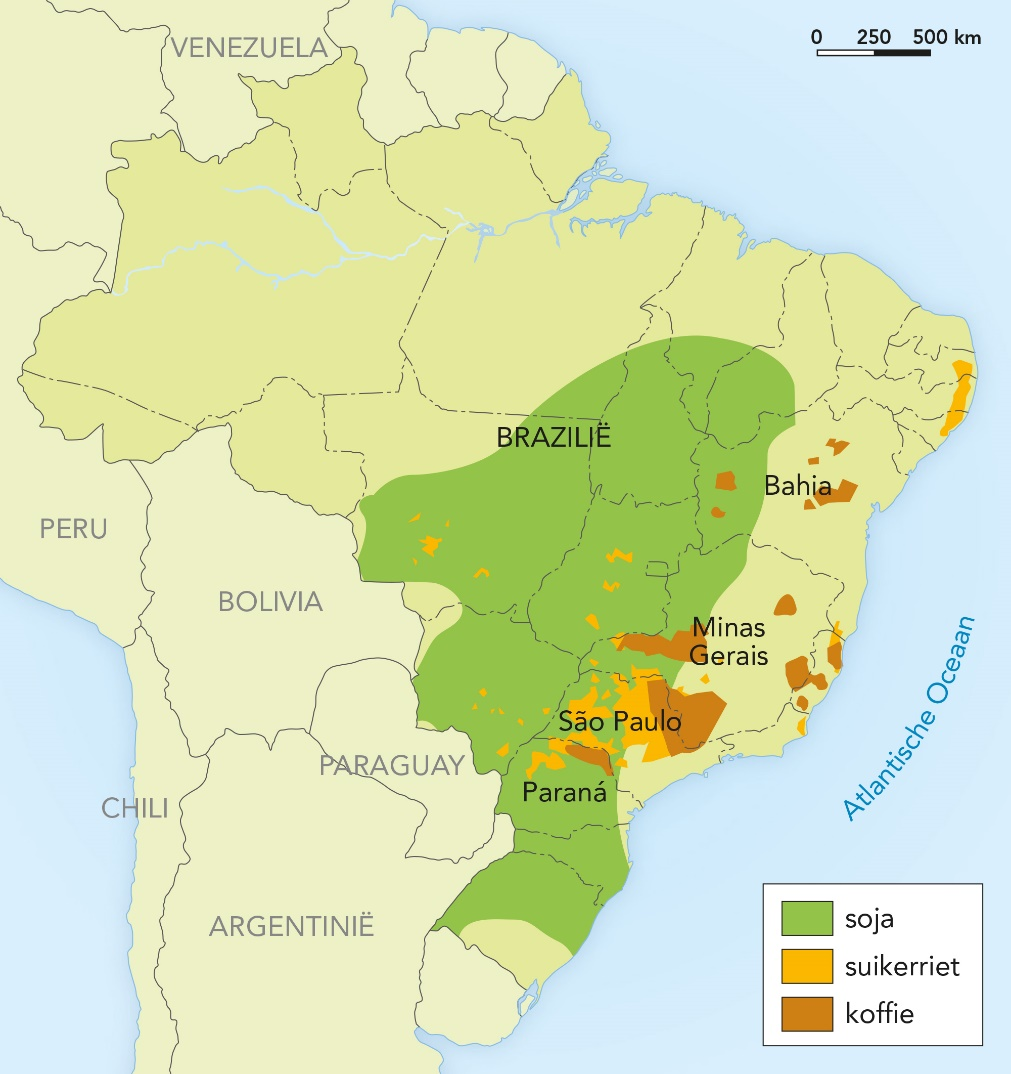 VENEZUELA
0 250 500 km
BRAZILIË
Bahia
PERU
BOLIVIA
Minas
Gerais
São Paulo
PARAGUAY
Paraná
CHILI
Atlantische Oceaan
ARGENTINIË
soja
suikerriet
koffie